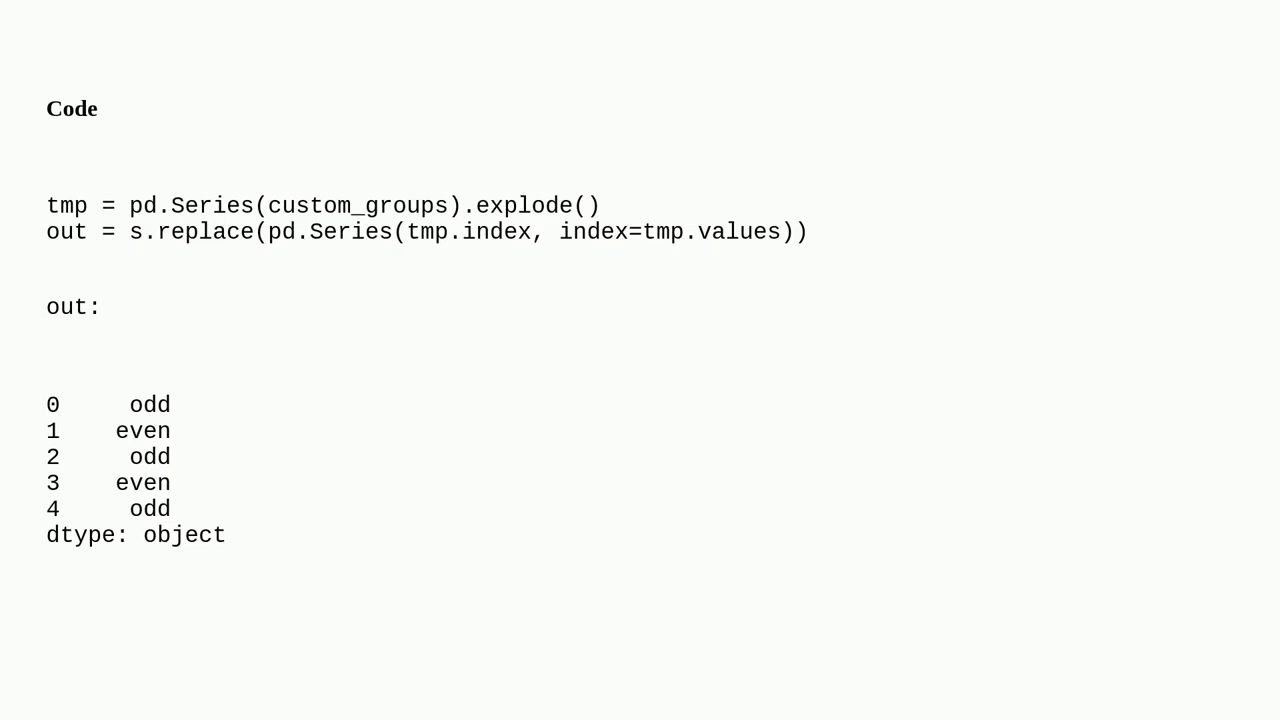 Code
tmp = pd.Series(custom_groups).explode()
out = s.replace(pd.Series(tmp.index, index=tmp.values))
out:
0     odd
1    even
2     odd
3    even
4     odd
dtype: object